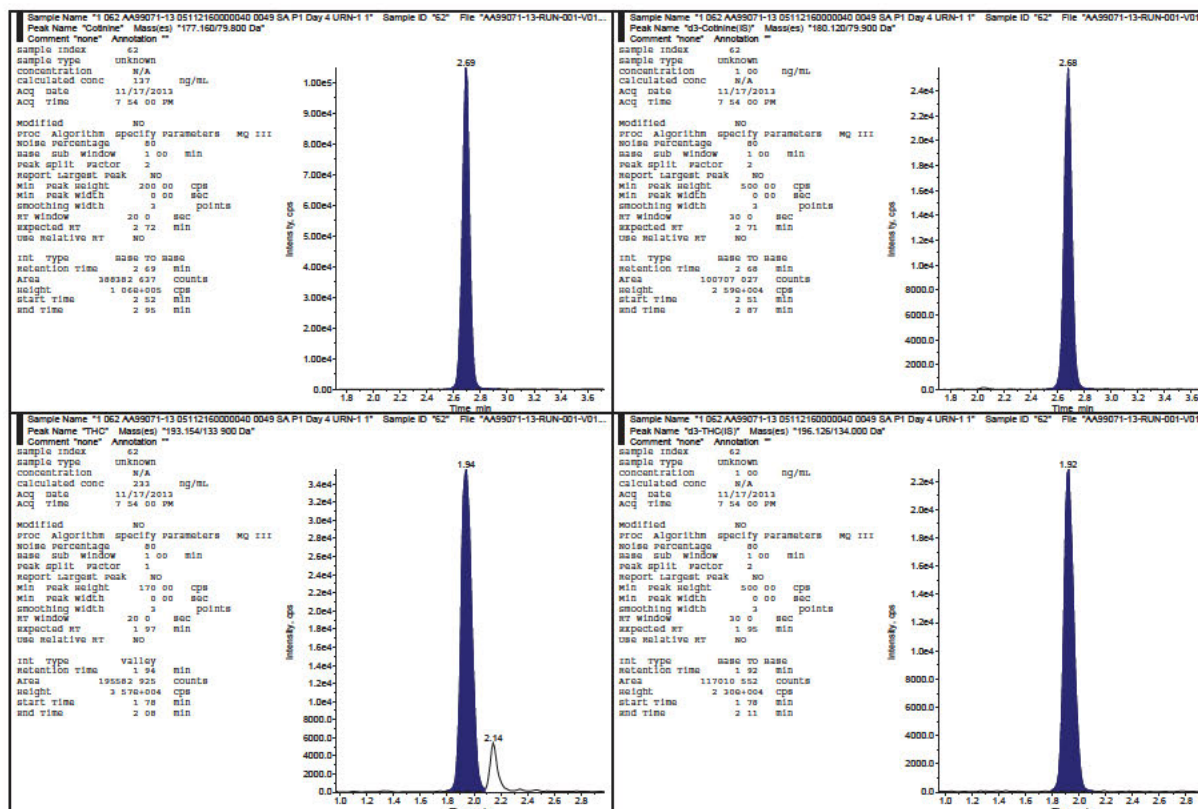 Sample Name "1 062 AA99071-13 05112160000040 0049 SA P1 Day 4 URN-1 1" Sample ID "62" File "AA99071-13-RUN-001-V01...
Peak Name "Cotinine" Mass(es) "177.160/79.800 Da"
Comment "none" Annotation ""
Sample Index 62
Sample Type Unknown
Concentration N/A
Calculated Conc 137 ng/mL
Acq Date 11/17/2013
Acq Time 7 54 00 PM
Modified NO
Proc Algorithm Specify Parameters MQ III
Noise Percentage 80
Base Sub Window 1 00 min
Peak Split Factor 2
Report Largest Peak NO
Min Peak Height 200 00 cps
Min Peak Width 0 00 sec
Smoothing Width 3 points
RT Window 20 0 sec
Expected RT 2 72 min
Use Relative RT NO
Int Type Base To Base
Retention Time 2 69 min
Area 388382 637 counts
Height 1 06e+005 cps
Start Time 2 52 min
End Time 2 95 min
2.69
Intensity, cps
1.00e5
9.00e4
8.00e4
7.00e4
6.00e4
5.00e4
4.00e4
3.00e4
2.00e4
1.00e4
0.00
1.8 2.0 2.2 2.4 2.6 2.8 3.0 3.2 3.4 3.6
Time, min
Sample Name "1 062 AA99071-13 05112160000040 0049 SA P1 Day 4 URN-1 1" Sample ID "62" File "AA99071-13-RUN-001-V01...
Peak Name "d3-Cotinine(IS)" Mass(es) "180.120/79.900 Da"
Comment "none" Annotation ""
Sample Index 62
Sample Type Unknown
Concentration 1 00 ng/mL
Calculated Conc N/A
Acq Date 11/17/2013
Acq Time 7 54 00 PM
Modified NO
Proc Algorithm Specify Parameters MQ III
Noise Percentage 80
Base Sub Window 1 00 min
Peak Split Factor 2
Report Largest Peak NO
Min Peak Height 500 00 cps
Min Peak Width 0 00 sec
Smoothing Width 3 points
RT Window 30 0 sec
Expected RT 2 71 min
Use Relative RT NO
Int Type Base To Base
Retention Time 2 68 min
Area 100707 027 counts
Height 2 59e+004 cps
Start Time 2 51 min
End Time 2 87 min
2.68
Intensity, cps
2.4e4
2.2e4
2.0e4
1.8e4
1.6e4
1.4e4
1.2e4
1.0e4
8000.0
6000.0
4000.0
2000.0
0.0
1.8 2.0 2.2 2.4 2.6 2.8 3.0 3.2 3.4 3.6
Time, min
Sample Name "1 062 AA99071-13 05112160000040 0049 SA P1 Day 4 URN-1 1" Sample ID "62" File "AA99071-13-RUN-001-V01...
Peak Name "THC" Mass(es) "193.154/133 900 Da"
Comment "none" Annotation ""
Sample Index 62
Sample Type Unknown
Concentration N/A
Calculated Conc 233 ng/mL
Acq Date 11/17/2013
Acq Time 7 54 00 PM
Modified NO
Proc Algorithm Specify Parameters MQ III
Noise Percentage 80
Base Sub Window 1 00 min
Peak Split Factor 1
Report Largest Peak NO
Min Peak Height 170 00 cps
Min Peak Width 0 00 sec
Smoothing Width 3 points
RT Window 20 0 sec
Expected RT 1 97 min
Use Relative RT NO
Int Type Valley
Retention Time 1 94 min
Area 195582 925 counts
Height 3 57e+004 cps
Start Time 1 78 min
End Time 2 08 min
1.94
2.14
Intensity, cps
3.4e4
3.2e4
3.0e4
2.8e4
2.6e4
2.4e4
2.2e4
2.0e4
1.8e4
1.6e4
1.4e4
1.2e4
1.0e4
8000.0
6000.0
4000.0
2000.0
0.0
1.0 1.2 1.4 1.6 1.8 2.0 2.2 2.4 2.6 2.8
Sample Name "1 062 AA99071-13 05112160000040 0049 SA P1 Day 4 URN-1 1" Sample ID "62" File "AA99071-13-RUN-001-V01...
Peak Name "d3-THC(IS)" Mass(es) "196.126/134.000 Da"
Comment "none" Annotation ""
Sample Index 62
Sample Type Unknown
Concentration 1 00 ng/mL
Calculated Conc N/A
Acq Date 11/17/2013
Acq Time 7 54 00 PM
Modified NO
Proc Algorithm Specify Parameters MQ III
Noise Percentage 80
Base Sub Window 1 00 min
Peak Split Factor 2
Report Largest Peak NO
Min Peak Height 500 00 cps
Min Peak Width 0 00 sec
Smoothing Width 3 points
RT Window 30 0 sec
Expected RT 1 95 min
Use Relative RT NO
Int Type Base To Base
Retention Time 1 92 min
Area 117010 552 counts
Height 2 30e+004 cps
Start Time 1 78 min
End Time 2 11 min
1.92
Intensity, cps
2.2e4
2.0e4
1.8e4
1.6e4
1.4e4
1.2e4
1.0e4
8000.0
6000.0
4000.0
2000.0
0.0
1.0 1.2 1.4 1.6 1.8 2.0 2.2 2.4 2.6 2.8